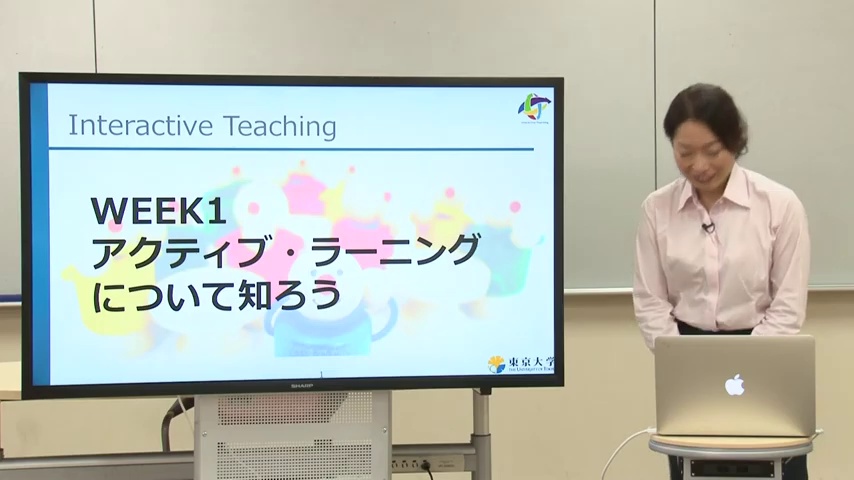 Interactive Teaching
WEEK1
アクティブ・ラーニング
について知ろう
東京大学
SHARP